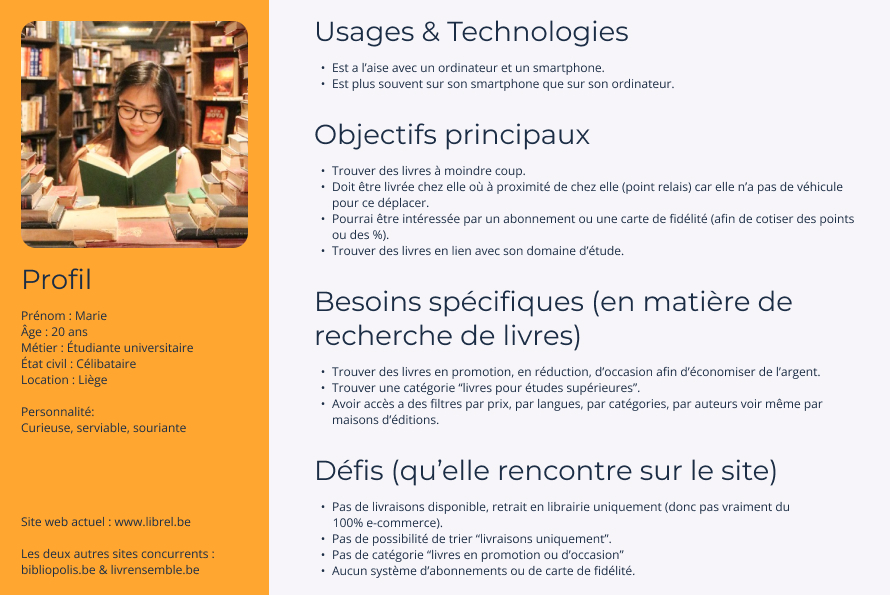 Profil
Prénom : Marie
Âge : 20 ans
Métier : Étudiante universitaire
État civil : Célibataire
Location : Liège
Personnalité:
Curieuse, serviable, souriante
Site web actuel : www.librel.be
Les deux autres sites concurrents :
bibliopolis.be & livrensemble.be
Usages & Technologies
• Est a l’aise avec un ordinateur et un smartphone.
• Est plus souvent sur son smartphone que sur son ordinateur.
Objectifs principaux
• Trouver des livres à moindre coup.
• Doit être livrée chez elle où à proximité de chez elle (point relais) car elle n’a pas de véhicule
pour ce déplacer.
• Pourrai être intéressée par un abonnement ou une carte de fidélité (afin de cotiser des points
ou des %).
• Trouver des livres en lien avec son domaine d’étude.
Besoins spécifiques (en matière de
recherche de livres)
• Trouver des livres en promotion, en réduction, d’occasion afin d’économiser de l’argent.
• Trouver une catégorie “livres pour études supérieures”.
• Avoir accès a des filtres par prix, par langues, par catégories, par auteurs voir même par
maisons d’éditions.
Défis (qu’elle rencontre sur le site)
• Pas de livraisons disponible, retrait en librairie uniquement (donc pas vraiment du
100% e-commerce).
• Pas de possibilité de trier “livraisons uniquement”.
• Pas de catégorie “livres en promotion ou d’occasion”
• Aucun système d’abonnements ou de carte de fidélité.